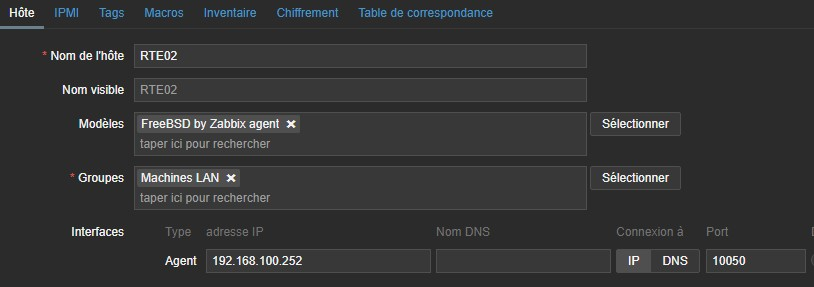 Hôte IPMI Tags Macros Inventaire Chiffrement Table de correspondance
* Nom de l'hôte RTE02
Nom visible RTE02
Modèles FreeBSD by Zabbix agent × Sélectionner
taper ici pour rechercher
* Groupes Machines LAN × Sélectionner
taper ici pour rechercher
Interfaces Type adresse IP Nom DNS Connexion à Port
Agent 192.168.100.252 IP DNS 10050